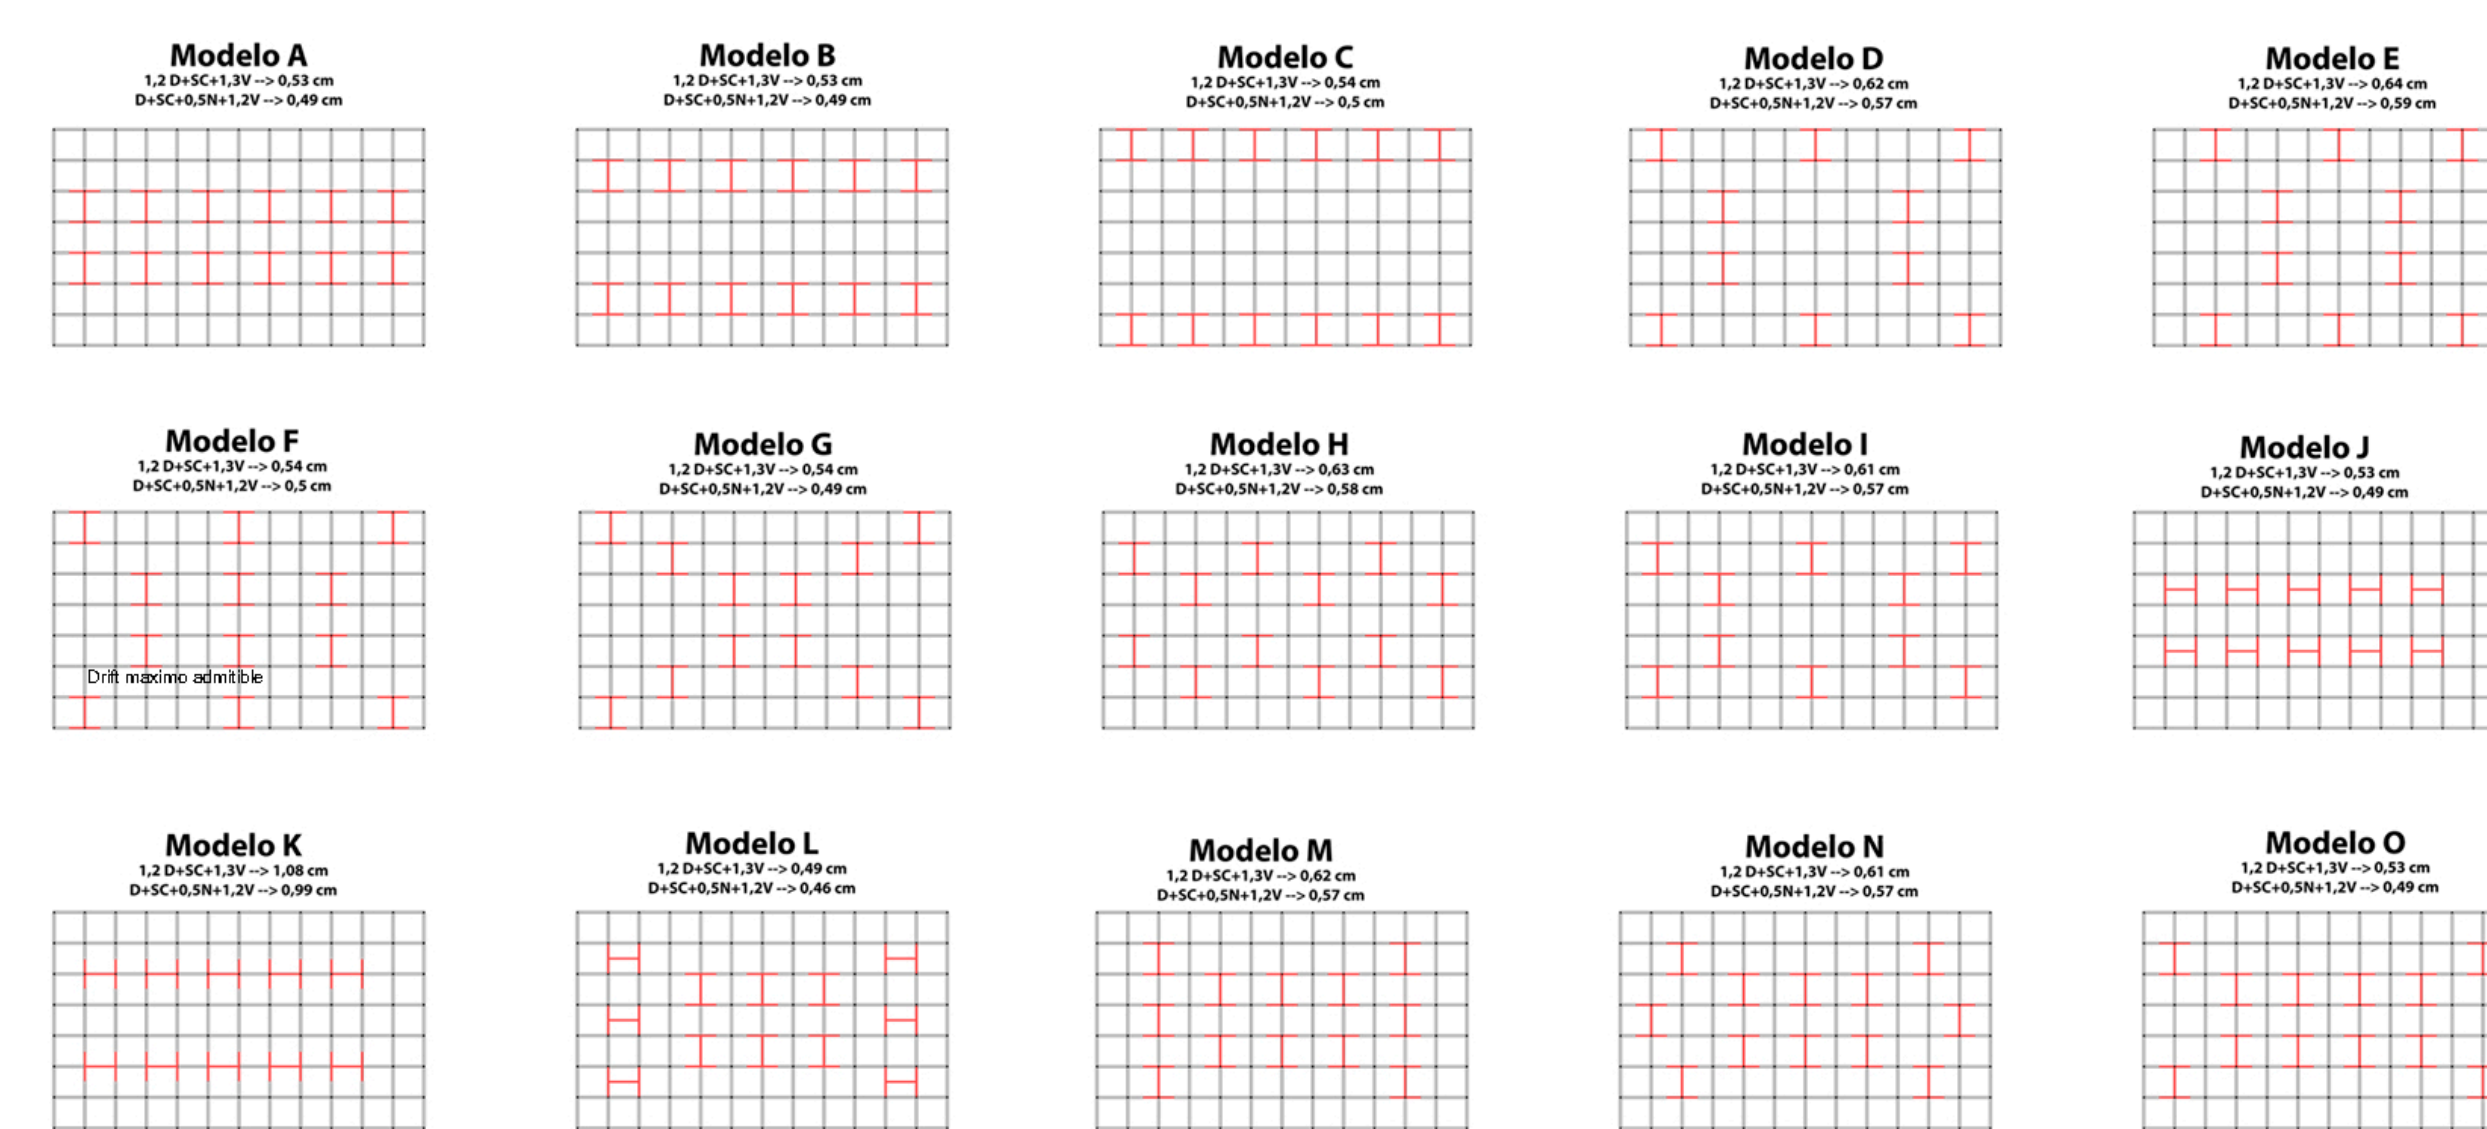 Modelo A
1,2 D+SC+1,3V --> 0,53 cm
D+SC+0,5N+1,2V --> 0,49 cm
Modelo B
1,2 D+SC+1,3V --> 0,53 cm
D+SC+0,5N+1,2V --> 0,49 cm
Modelo C
1,2 D+SC+1,3V --> 0,54 cm
D+SC+0,5N+1,2V --> 0,5 cm
Modelo D
1,2 D+SC+1,3V --> 0,62 cm
D+SC+0,5N+1,2V --> 0,57 cm
Modelo E
1,2 D+SC+1,3V --> 0,64 cm
D+SC+0,5N+1,2V --> 0,59 cm
Modelo F
1,2 D+SC+1,3V --> 0,54 cm
D+SC+0,5N+1,2V --> 0,5 cm
Drift maximo admitible
Modelo G
1,2 D+SC+1,3V --> 0,54 cm
D+SC+0,5N+1,2V --> 0,49 cm
Modelo H
1,2 D+SC+1,3V --> 0,63 cm
D+SC+0,5N+1,2V --> 0,58 cm
Modelo I
1,2 D+SC+1,3V --> 0,61 cm
D+SC+0,5N+1,2V --> 0,57 cm
Modelo J
1,2 D+SC+1,3V --> 0,53 cm
D+SC+0,5N+1,2V --> 0,49 cm
Modelo K
1,2 D+SC+1,3V --> 1,08 cm
D+SC+0,5N+1,2V --> 0,99 cm
Modelo L
1,2 D+SC+1,3V --> 0,49 cm
D+SC+0,5N+1,2V --> 0,46 cm
Modelo M
1,2 D+SC+1,3V --> 0,62 cm
D+SC+0,5N+1,2V --> 0,57 cm
Modelo N
1,2 D+SC+1,3V --> 0,61 cm
D+SC+0,5N+1,2V --> 0,57 cm
Modelo O
1,2 D+SC+1,3V --> 0,53 cm
D+SC+0,5N+1,2V --> 0,49 cm